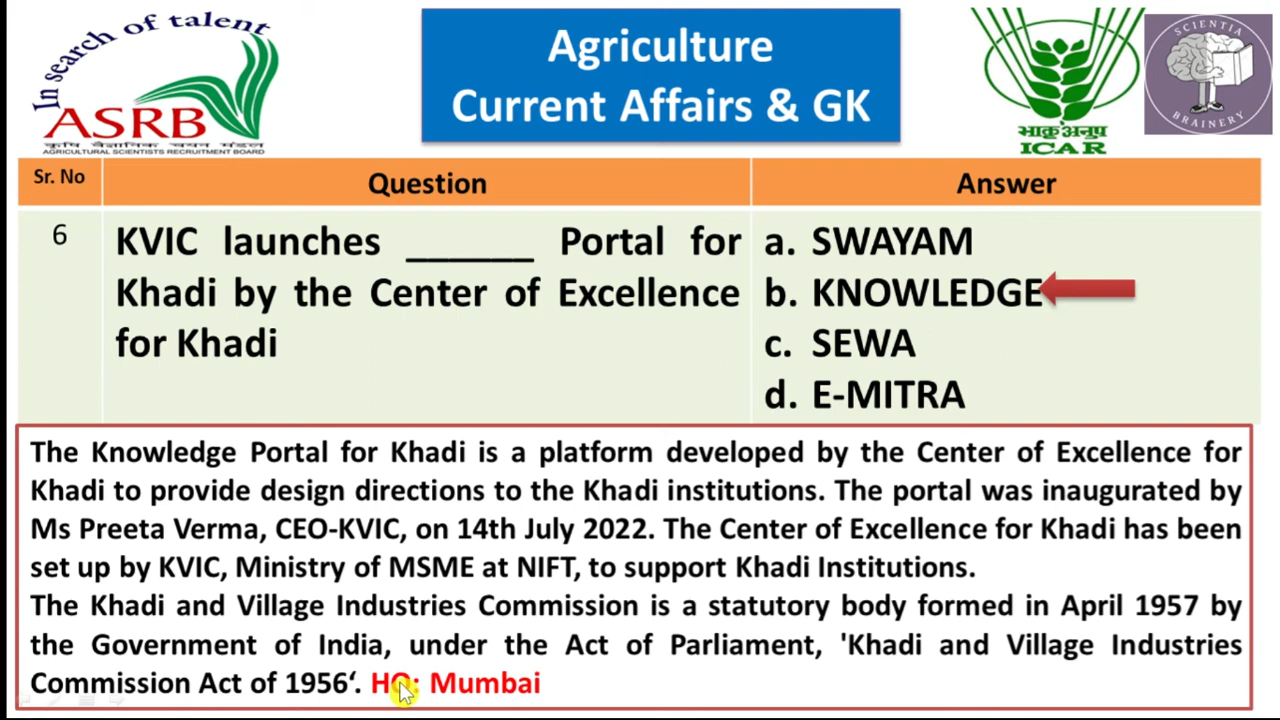 In search of talent
ASRB
कृषि वैज्ञानिक चयन मंडल
AGRICULTURAL SCIENTISTS RECRUITMENT BOARD
Agriculture
Current Affairs & GK
भाकृअनुप
ICAR
SCIENTIA
BRAINERY
Sr. No
Question
Answer
6
KVIC launches ______ Portal for
Khadi by the Center of Excellence
for Khadi
a. SWAYAM
b. KNOWLEDGE
c. SEWA
d. E-MITRA
The Knowledge Portal for Khadi is a platform developed by the Center of Excellence for
Khadi to provide design directions to the Khadi institutions. The portal was inaugurated by
Ms Preeta Verma, CEO-KVIC, on 14th July 2022. The Center of Excellence for Khadi has been
set up by KVIC, Ministry of MSME at NIFT, to support Khadi Institutions.
The Khadi and Village Industries Commission is a statutory body formed in April 1957 by
the Government of India, under the Act of Parliament, 'Khadi and Village Industries
Commission Act of 1956‘. HQ: Mumbai